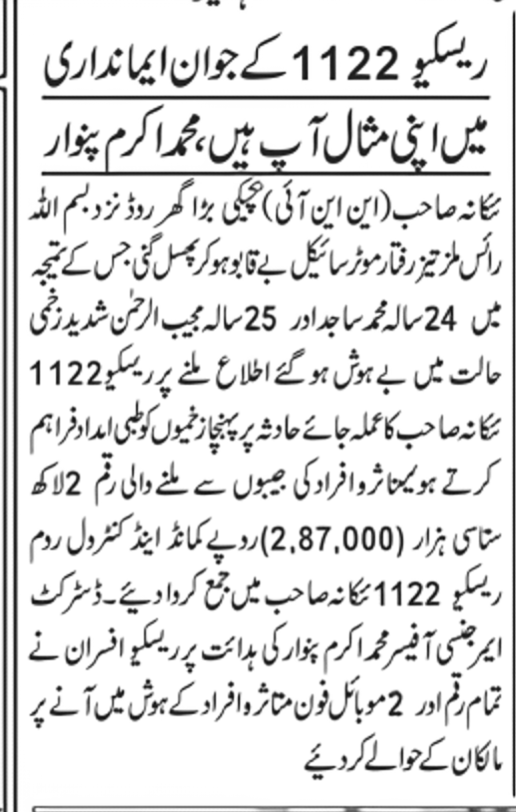 ریسکیو 1122 کے جوان ایمانداری
میں اپنی مثال آپ ہیں، محمد اکرم پنوار
ننکانہ صاحب (این این آئی) چھیکی بڑا گھر روڈ نزد بسم اللہ
رائس ملز تیز رفتار موٹر سائیکل بے قابو ہو کر پھسل گئی جس کے نتیجہ
میں 24 سالہ محمد ساجد اور 25 سالہ مجیب الرحمٰن شدید زخمی
حالت میں بے ہوش ہو گئے اطلاع ملنے پر ریسکیو 1122
ننکانہ صاحب کا عملہ جائے حادثہ پر پہنچا زخمیوں کو طبی امداد فراہم
کرتے ہوئے متاثرہ افراد کی جیبوں سے ملنے والی رقم 2 لاکھ
ستاسی ہزار (2,87,000) روپے کمانڈ اینڈ کنٹرول روم
ریسکیو 1122 ننکانہ صاحب میں جمع کروا دیئے۔ ڈسٹرکٹ
ایمرجنسی آفیسر محمد اکرم پنوار کی ہدائت پر ریسکیو افسران نے
تمام رقم اور 2 موبائل فون متاثرہ افراد کے ہوش میں آنے پر
مالکان کے حوالے کر دیئے